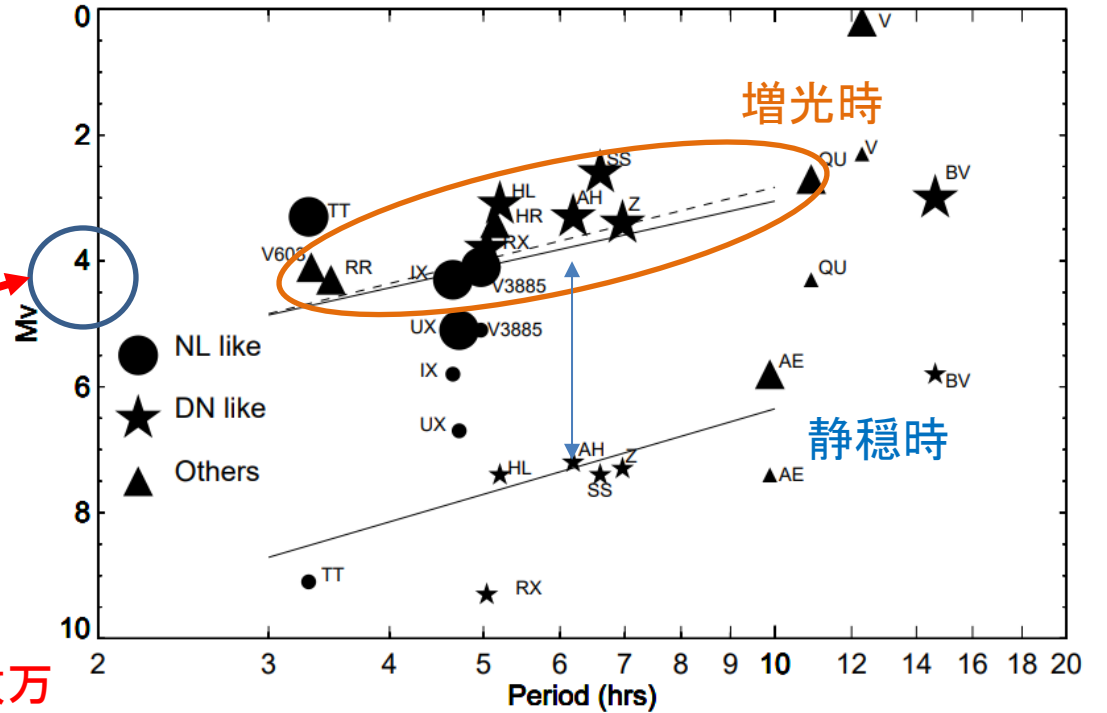 0
V
増光時
2
SS
QU
V
HL
AH
BV
TT
HR
Z
V603
RX
4
RR
IX
QU
V3885
Mv
UX
V3885
NL like
AE
IX
6
BV
DN like
UX
静穏時
AH
Z
Others
HL
AE
SS
8
TT
RX
10
2 3 4 5 6 7 8 9 10 12 14 16 18 20
万
Period (hrs)